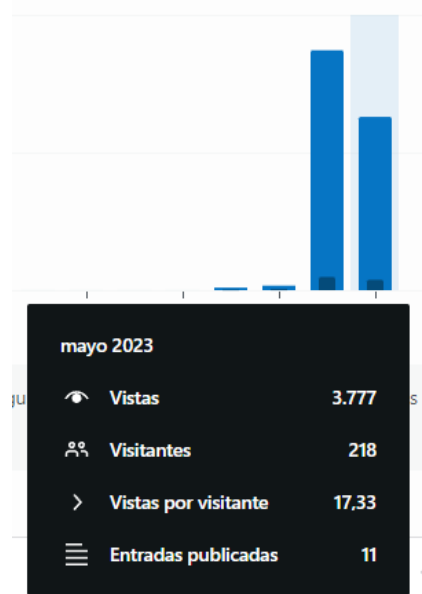 mayo 2023
Vistas 3.777
Visitantes 218
Vistas por visitante 17,33
Entradas publicadas 11